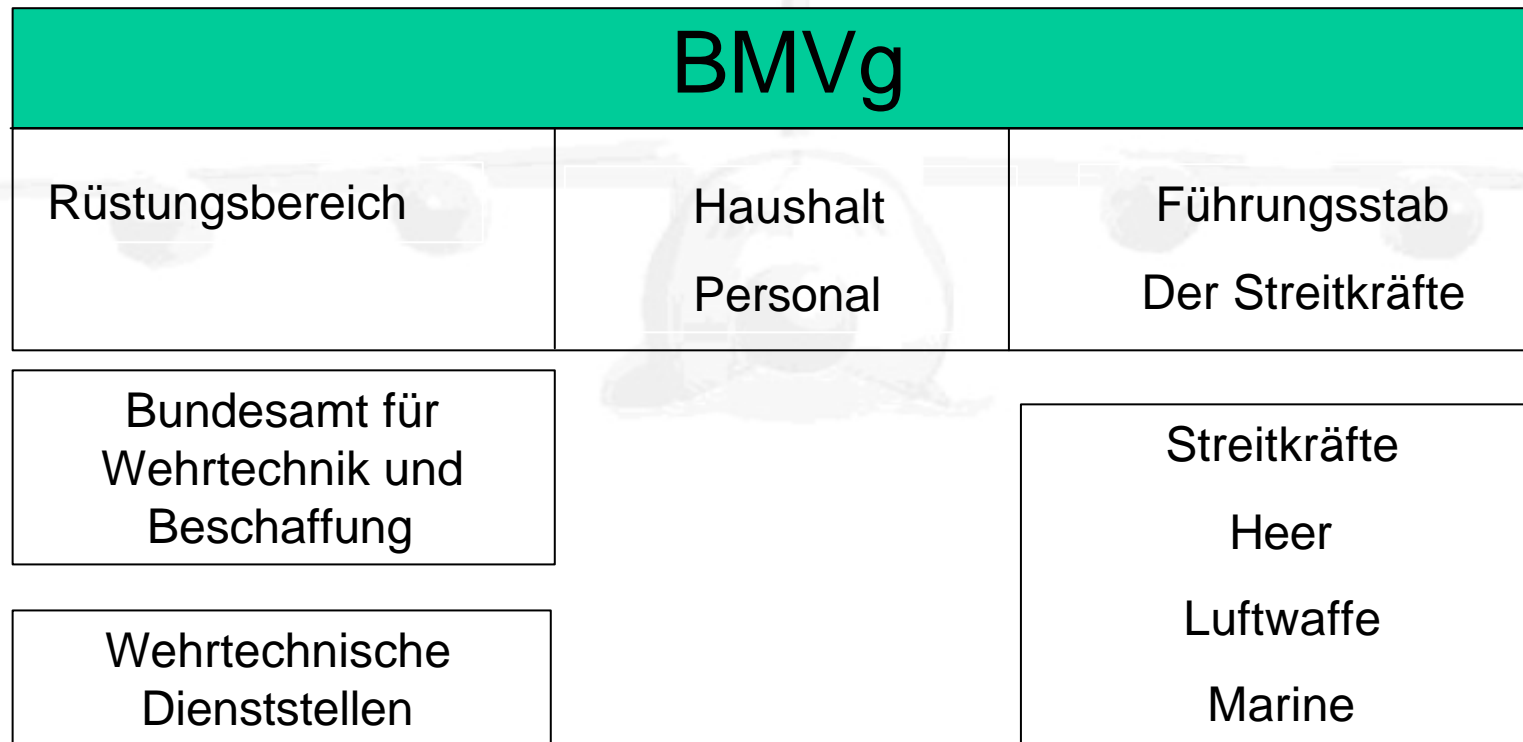 BMVg
Rüstungsbereich
Haushalt
Personal
Führungsstab
Der Streitkräfte
Bundesamt für
Wehrtechnik und
Beschaffung
Wehrtechnische
Dienststellen
Streitkräfte
Heer
Luftwaffe
Marine